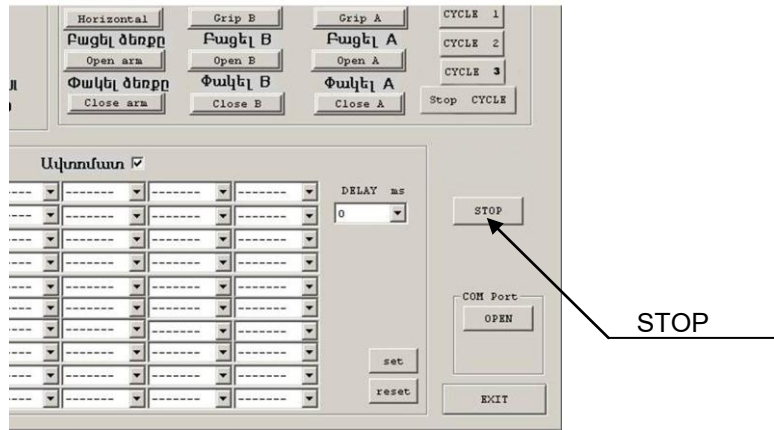 Horizontal Grip B Grip A CYCLE 1
Բացել ձեռքը Բացել B Բացել A
CYCLE 2
Open arm Open B Open A
CYCLE 3
Փակել ձեռքը Փակել B Փակել A
Close arm Close B Close A Stop CYCLE
Ավտոմատ
DELAY ms
0
STOP
COM Port
OPEN
STOP
set
reset
EXIT